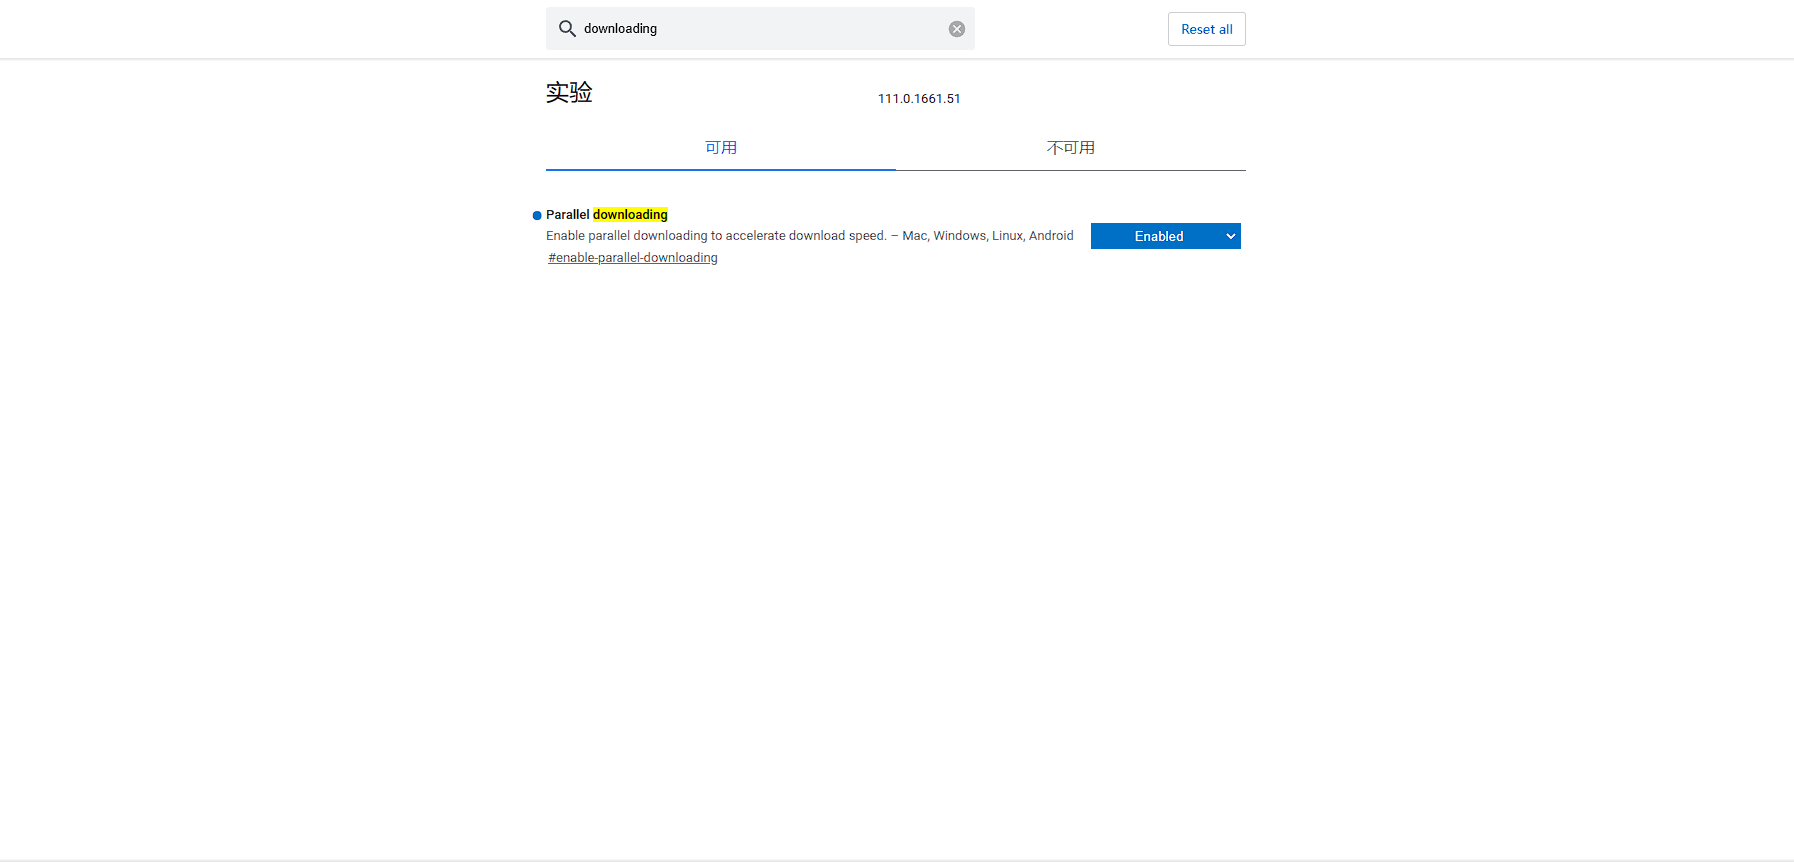 downloading
Reset all
实验
111.0.1661.51
可用
不可用
Parallel downloading
Enable parallel downloading to accelerate download speed. – Mac, Windows, Linux, Android
Enabled
#enable-parallel-downloading